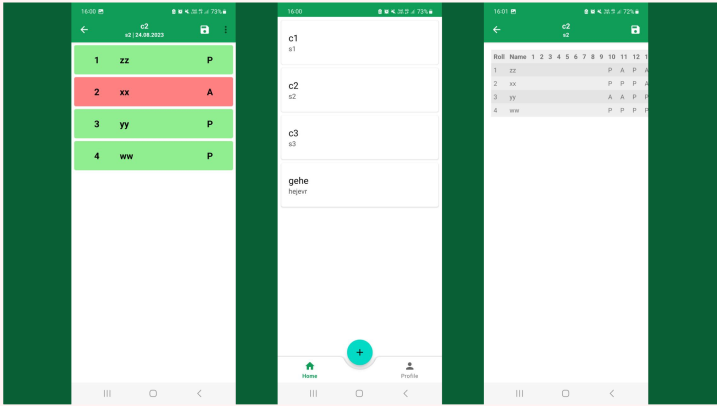 16:00
73%
c2
s2 | 24.08.2023
1 zz P
2 xx A
3 yy P
4 ww P
16:00
73%
c1
s1
c2
s2
c3
s3
gehe
hejevr
+
Home
Profile
16:01
72%
c2
s2
Roll Name 1 2 3 4 5 6 7 8 9 10 11 12 1
1 zz P A P A
2 xx P P P A
3 yy A A P P
4 ww P P P P